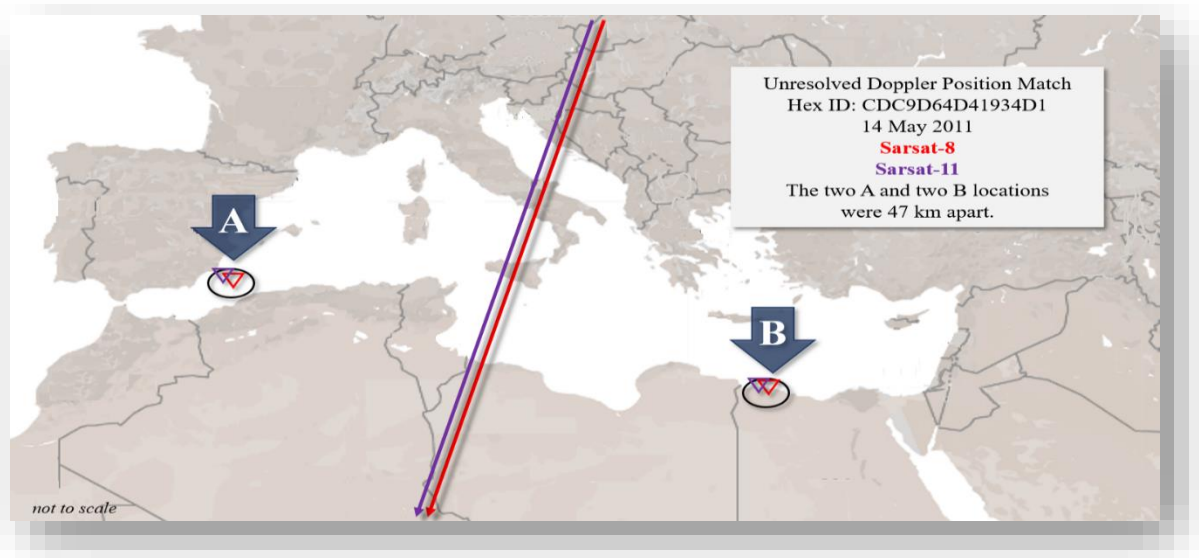 Unresolved Doppler Position Match
Hex ID: CDC9D64D41934D1
14 May 2011
Sarsat-8
Sarsat-11
The two A and two B locations
were 47 km apart.
A
B
not to scale